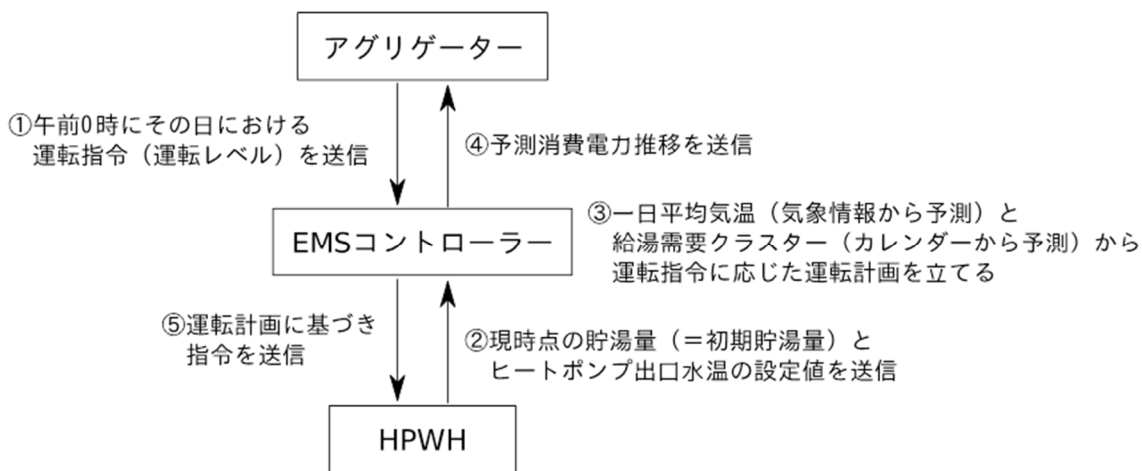 アグリゲーター
①午前0時にその日における
運転指令（運転レベル）を送信
④予測消費電力推移を送信
EMSコントローラー
③一日平均気温（気象情報から予測）と
給湯需要クラスター（カレンダーから予測）から
運転指令に応じた運転計画を立てる
⑤運転計画に基づき
指令を送信
②現時点の貯湯量（＝初期貯湯量）と
ヒートポンプ出口水温の設定値を送信
HPWH